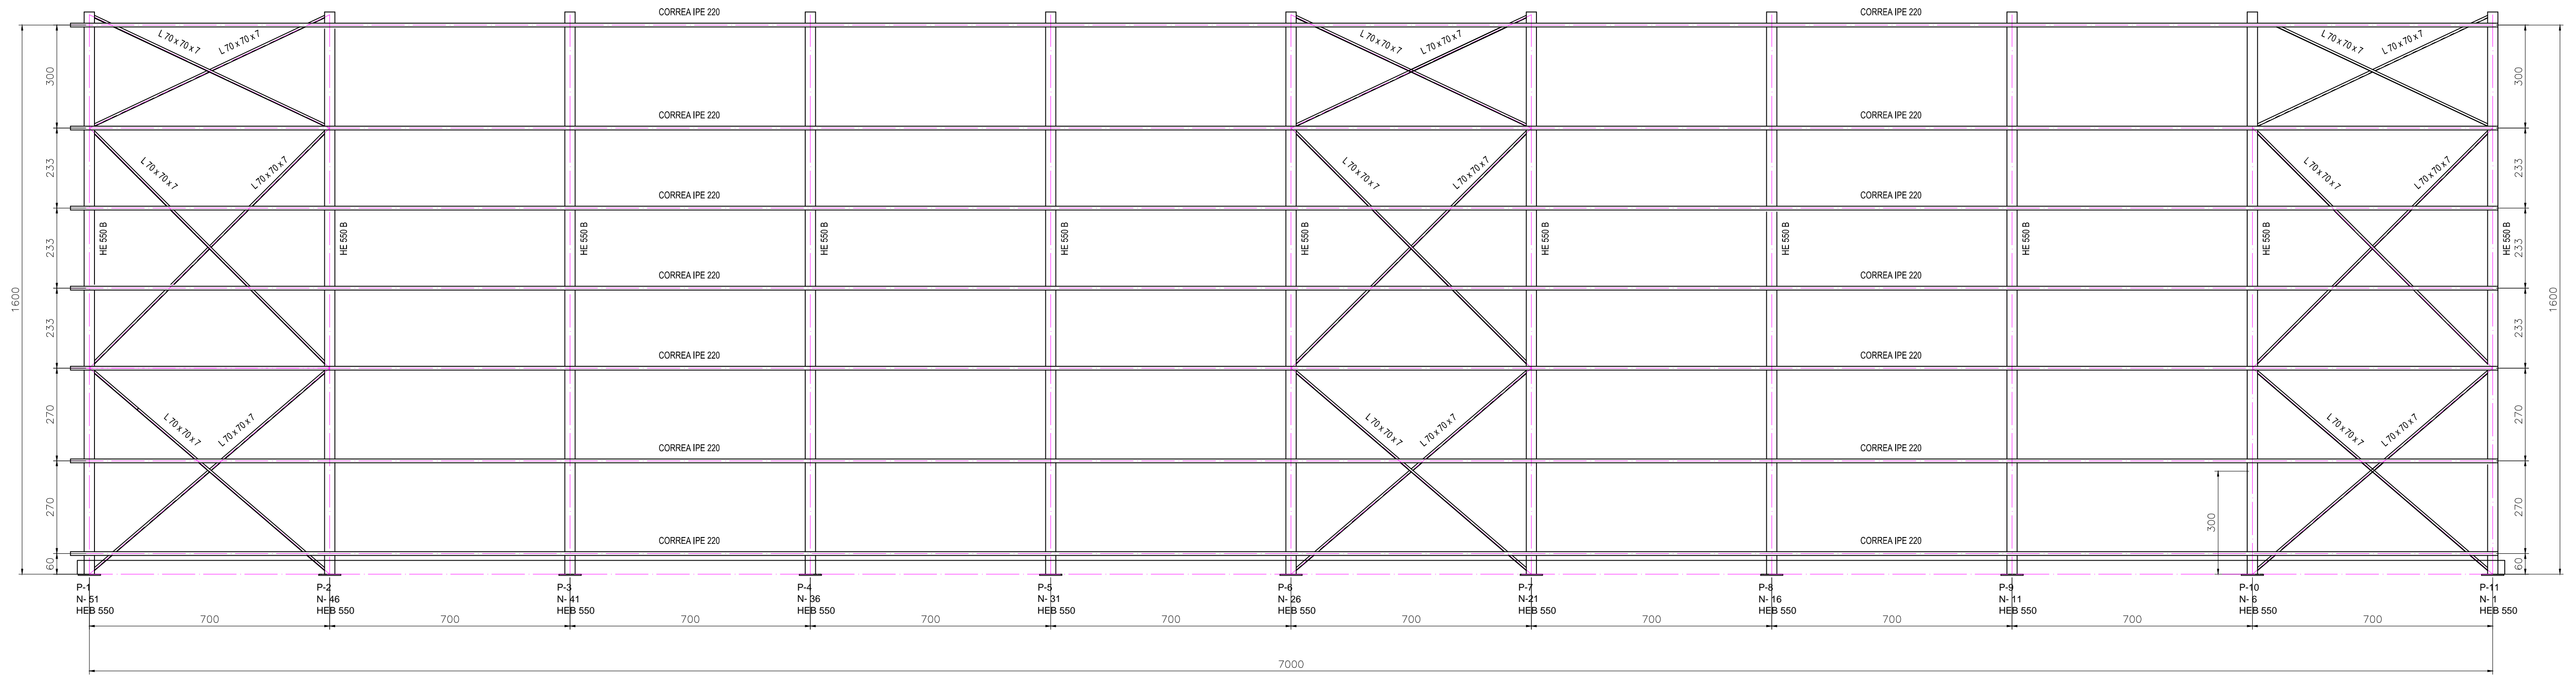 CORREA IPE 220
CORREA IPE 220
L 70 x 70 x 7
L 70 x 70 x 7
L 70 x 70 x 7
L 70 x 70 x 7
L 70 x 70 x 7
L 70 x 70 x 7
300
300
CORREA IPE 220
CORREA IPE 220
L 70 x 70 x 7
L 70 x 70 x 7
L 70 x 70 x 7
L 70 x 70 x 7
L 70 x 70 x 7
L 70 x 70 x 7
233
233
CORREA IPE 220
CORREA IPE 220
233
HE 550 B
HE 550 B
HE 550 B
HE 550 B
HE 550 B
HE 550 B
HE 550 B
HE 550 B
HE 550 B
HE 550 B
HE 550 B
233
CORREA IPE 220
CORREA IPE 220
1600
1600
233
233
CORREA IPE 220
CORREA IPE 220
270
L 70 x 70 x 7
L 70 x 70 x 7
L 70 x 70 x 7
L 70 x 70 x 7
L 70 x 70 x 7
L 70 x 70 x 7
270
CORREA IPE 220
CORREA IPE 220
270
300
270
CORREA IPE 220
CORREA IPE 220
60
60
P-1
N- 51
HEB 550
P-2
N- 46
HEB 550
P-3
N- 41
HEB 550
P-4
N- 36
HEB 550
P-5
N- 31
HEB 550
P-6
N- 26
HEB 550
P-7
N-21
HEB 550
P-8
N- 16
HEB 550
P-9
N- 11
HEB 550
P-10
N- 6
HEB 550
P-11
N- 1
HEB 550
700
700
700
700
700
700
700
700
700
700
7000